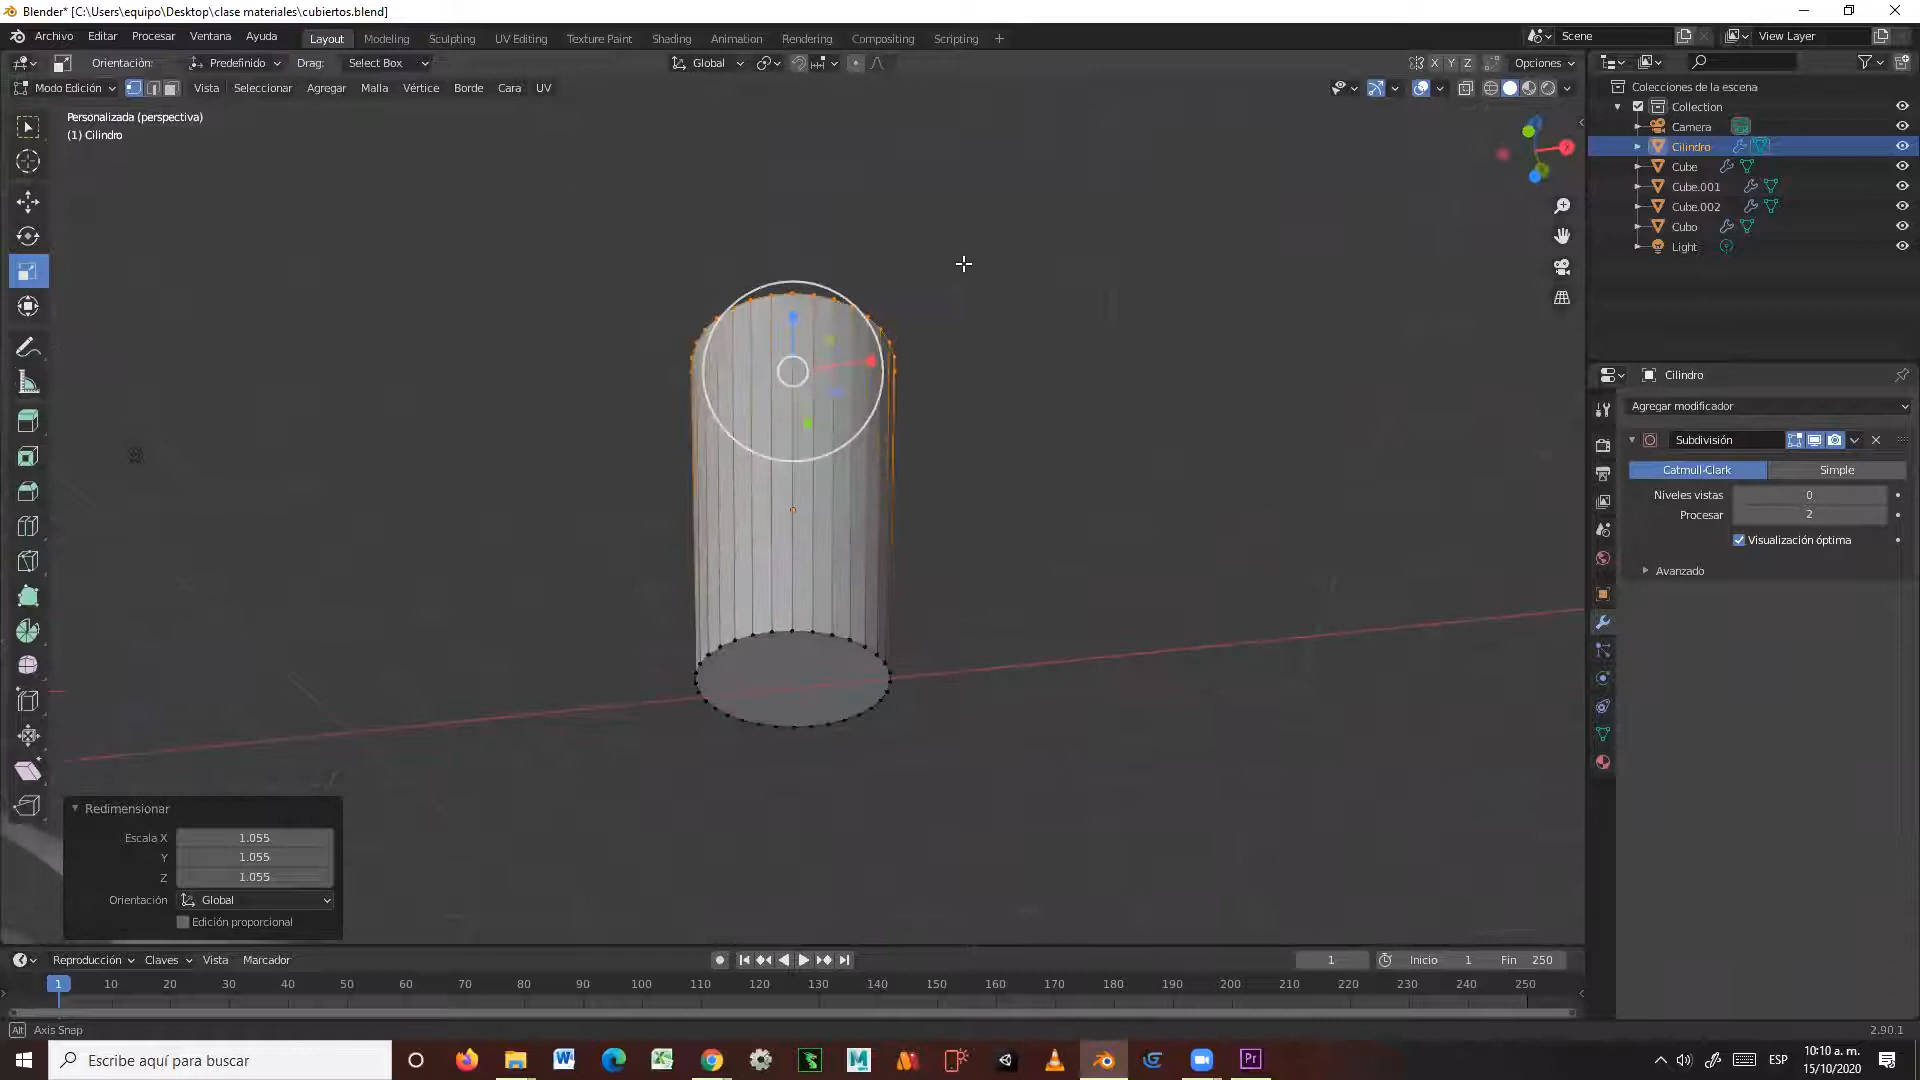 Blender* [C:\Users\equipo\Desktop\clase materiales\cubiertos.blend]
Archivo Editar Procesar Ventana Ayuda Layout Modeling Sculpting UV Editing Texture Paint Shading Animation Rendering Compositing Scripting + Scene View Layer
Orientación: Predefinido Drag: Select Box Global X Y Z Opciones
Modo Edición Vista Seleccionar Agregar Malla Vértice Borde Cara UV
Personalizada (perspectiva)
(1) Cilindro
Colecciones de la escena
Collection
Camera
Cilindro
Cube
Cube.001
Cube.002
Cubo
Light
Cilindro
Agregar modificador
Subdivisión
Catmull-Clark Simple
Niveles vistas 0
Procesar 2
Visualización óptima
Avanzado
Redimensionar
Escala X 1.055
Y 1.055
Z 1.055
Orientación Global
Edición proporcional
Reproducción Claves Vista Marcador 1 Inicio 1 Fin 250
1 10 20 30 40 50 60 70 80 90 100 110 120 130 140 150 160 170 180 190 200 210 220 230 240 250
Alt Axis Snap 2.90.1
Escribe aquí para buscar ESP 10:10 a. m.
15/10/2020